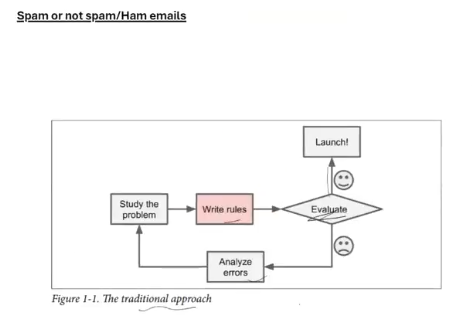 Spam or not spam/Ham emails
Launch!
Study the
problem
Write rules
Evaluate
Analyze
errors
Figure 1-1. The traditional approach